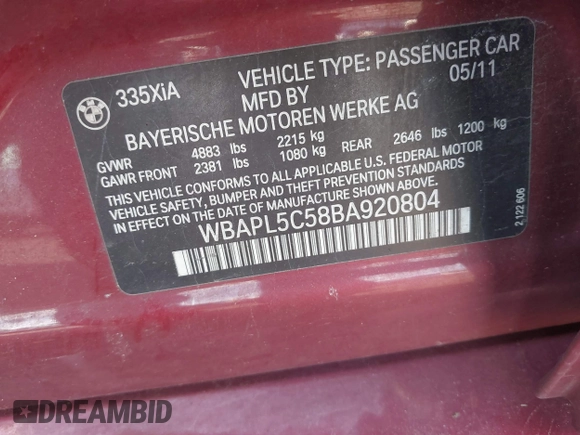 BMW
335XiA
VEHICLE TYPE: PASSENGER CAR
MFD BY
05/11
BAYERISCHE MOTOREN WERKE AG
GVWR 4883 lbs 2215 kg
GAWR FRONT 2381 lbs 1080 kg REAR 2646 lbs 1200 kg
THIS VEHICLE CONFORMS TO ALL APPLICABLE U.S. FEDERAL MOTOR
VEHICLE SAFETY, BUMPER AND THEFT PREVENTION STANDARDS
IN EFFECT ON THE DATE OF MANUFACTURE SHOWN ABOVE.
WBAPL5C58BA920804
2.122 606
DREAMBID